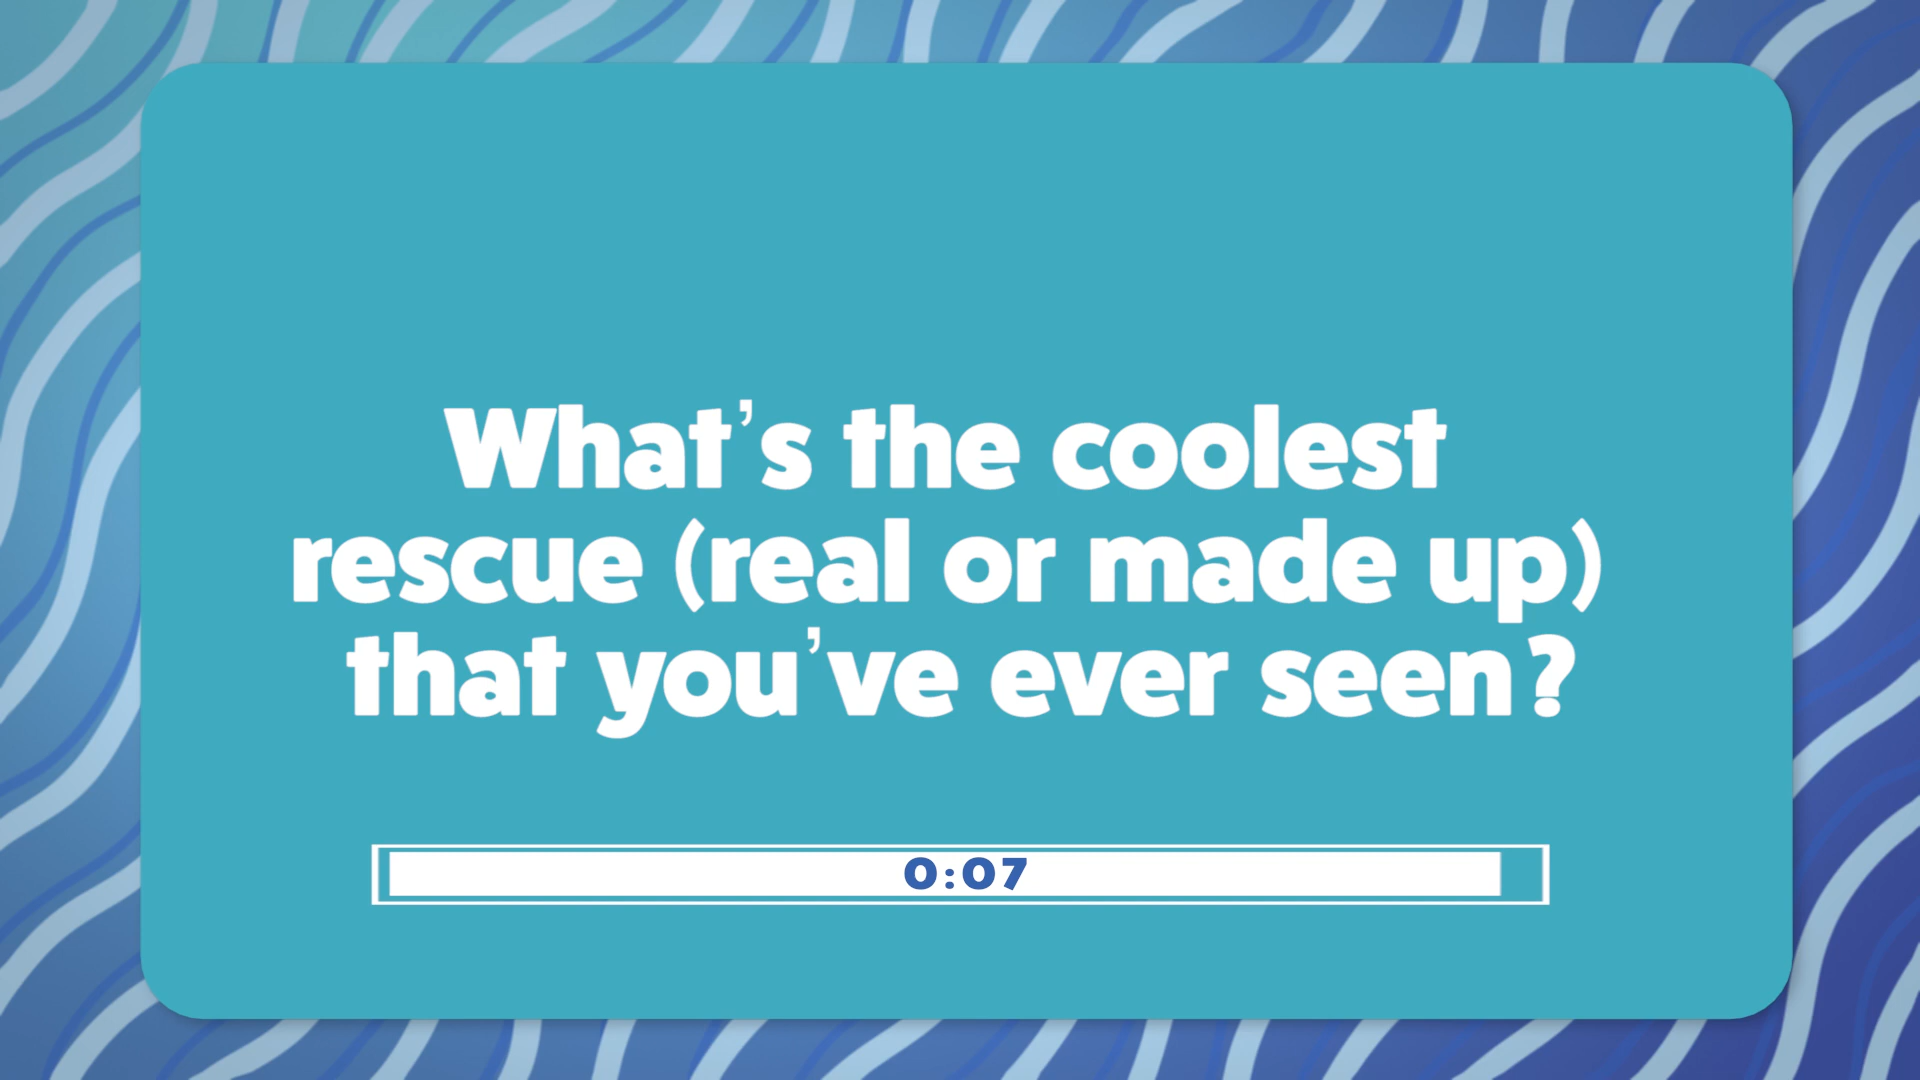 What's the coolest
rescue (real or made up)
that you've ever seen?
0:07